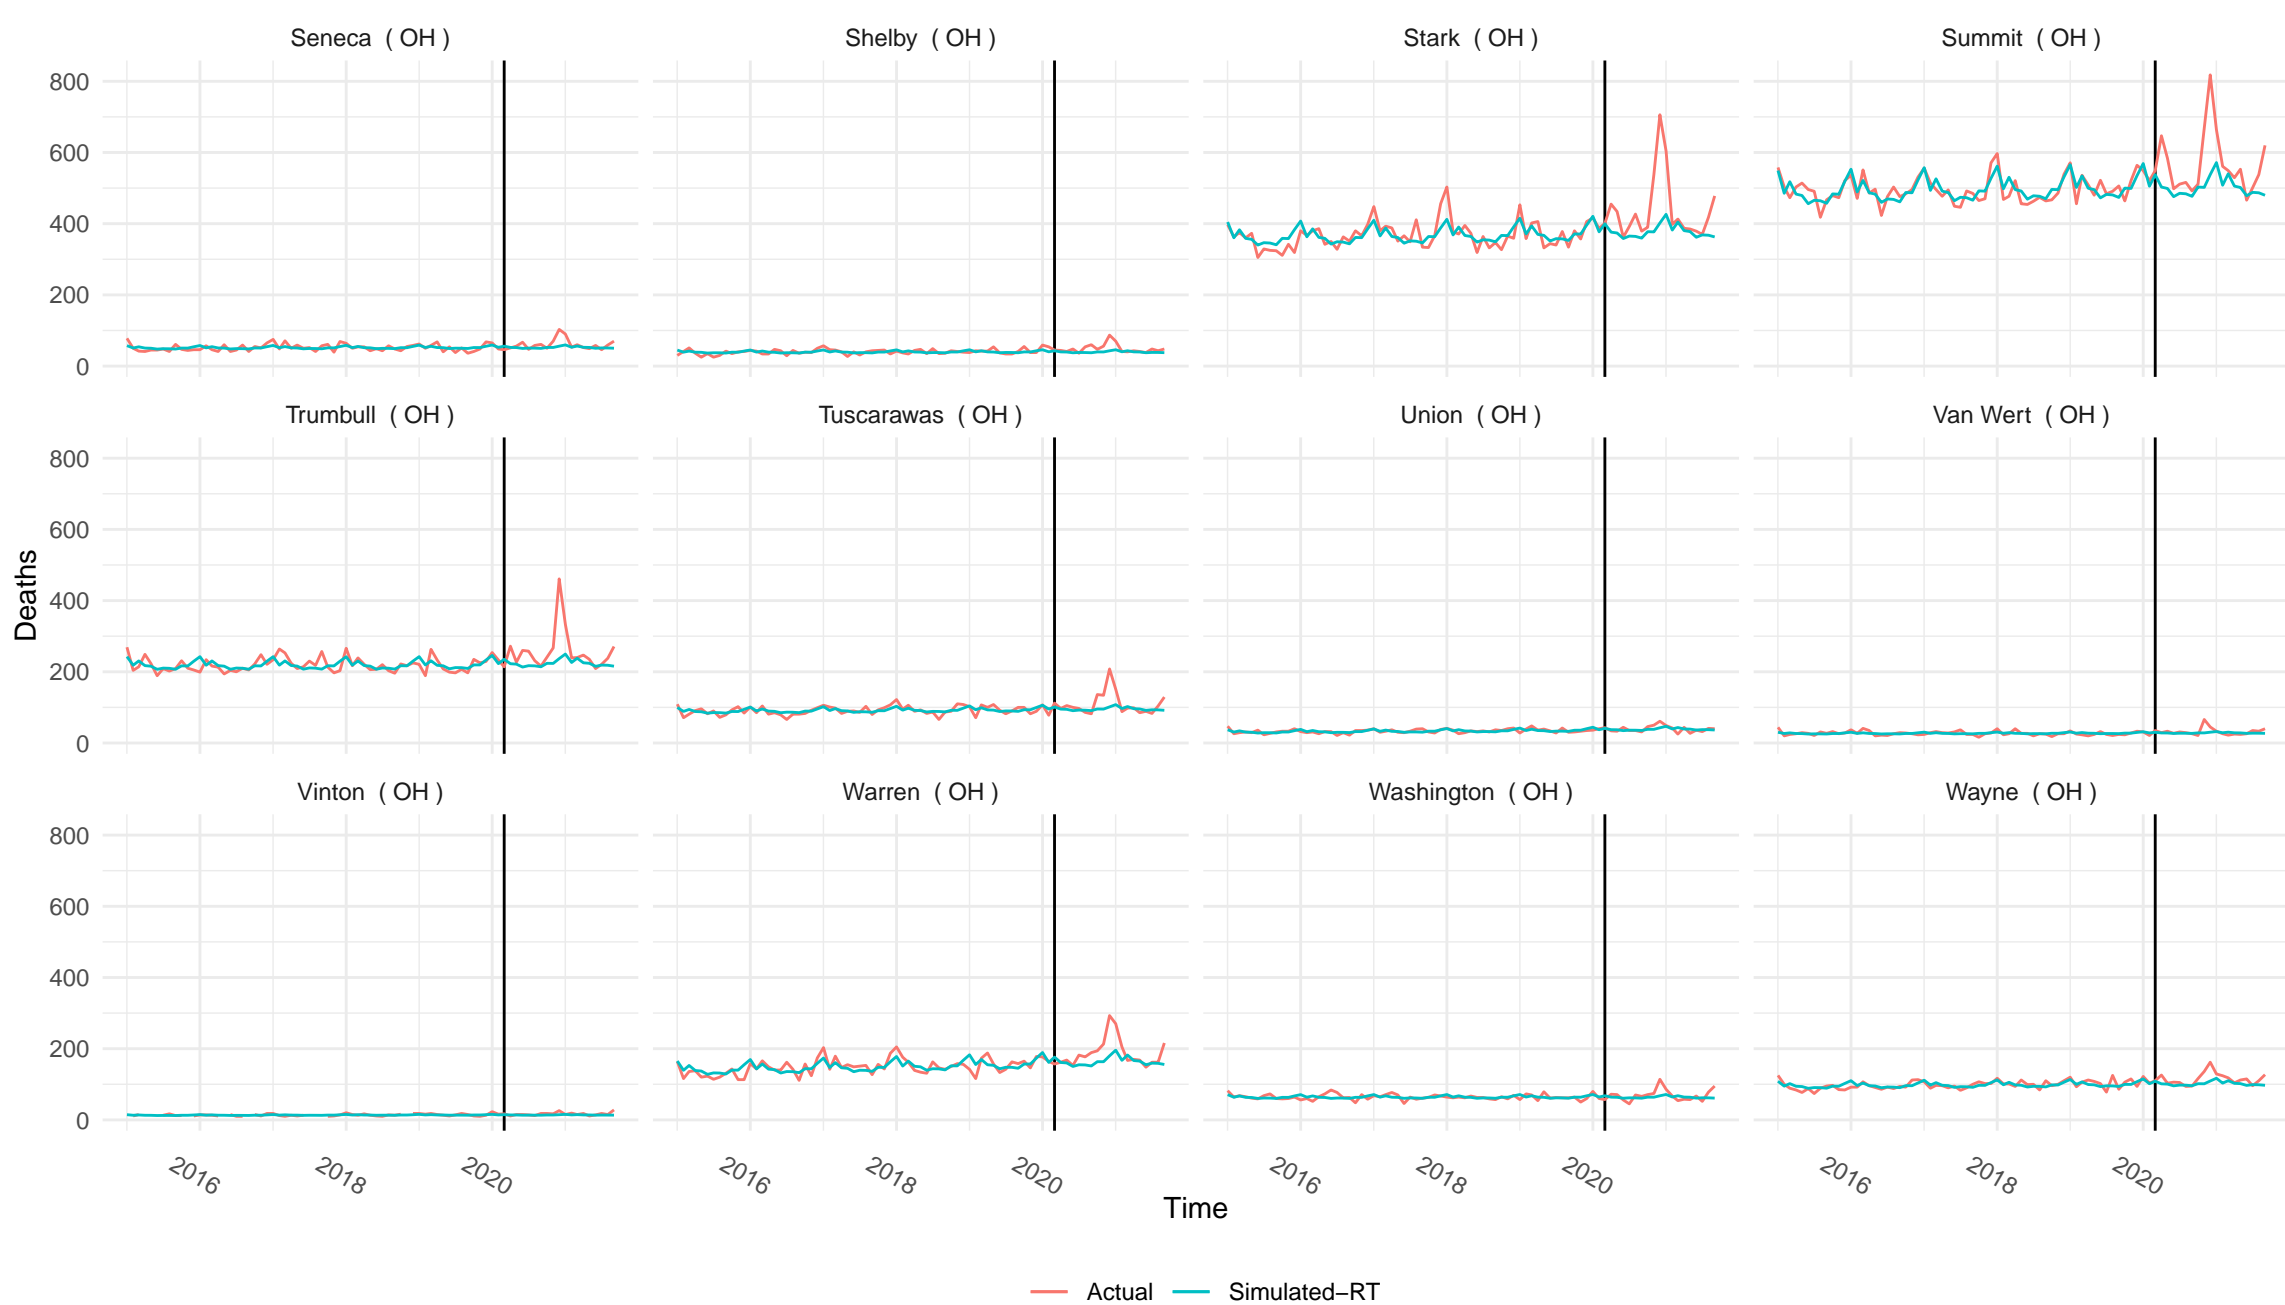 Seneca ( OH ) Shelby ( OH ) Stark ( OH ) Summit ( OH )
800
600
400
200
0
Trumbull ( OH ) Tuscarawas ( OH ) Union ( OH ) Van Wert ( OH )
800
600
400
200
0
Deaths
Vinton ( OH ) Warren ( OH ) Washington ( OH ) Wayne ( OH )
800
600
400
200
0
2016 2018 2020 2016 2018 2020 2016 2018 2020 2016 2018 2020
Time
Actual Simulated−RT